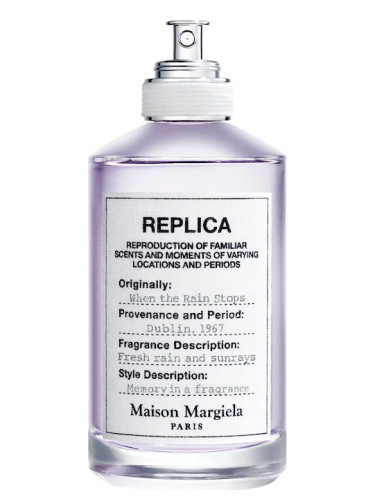 REPLICA
REPRODUCTION OF FAMILIAR
SCENTS AND MOMENTS OF VARYING
LOCATIONS AND PERIODS
Originally:
When the Rain Stops
Provenance and Period:
Dublin, 1967
Fragrance Description:
Fresh rain and sunrays
Style Description:
Memory in a fragrance
Maison Margiela
PARIS